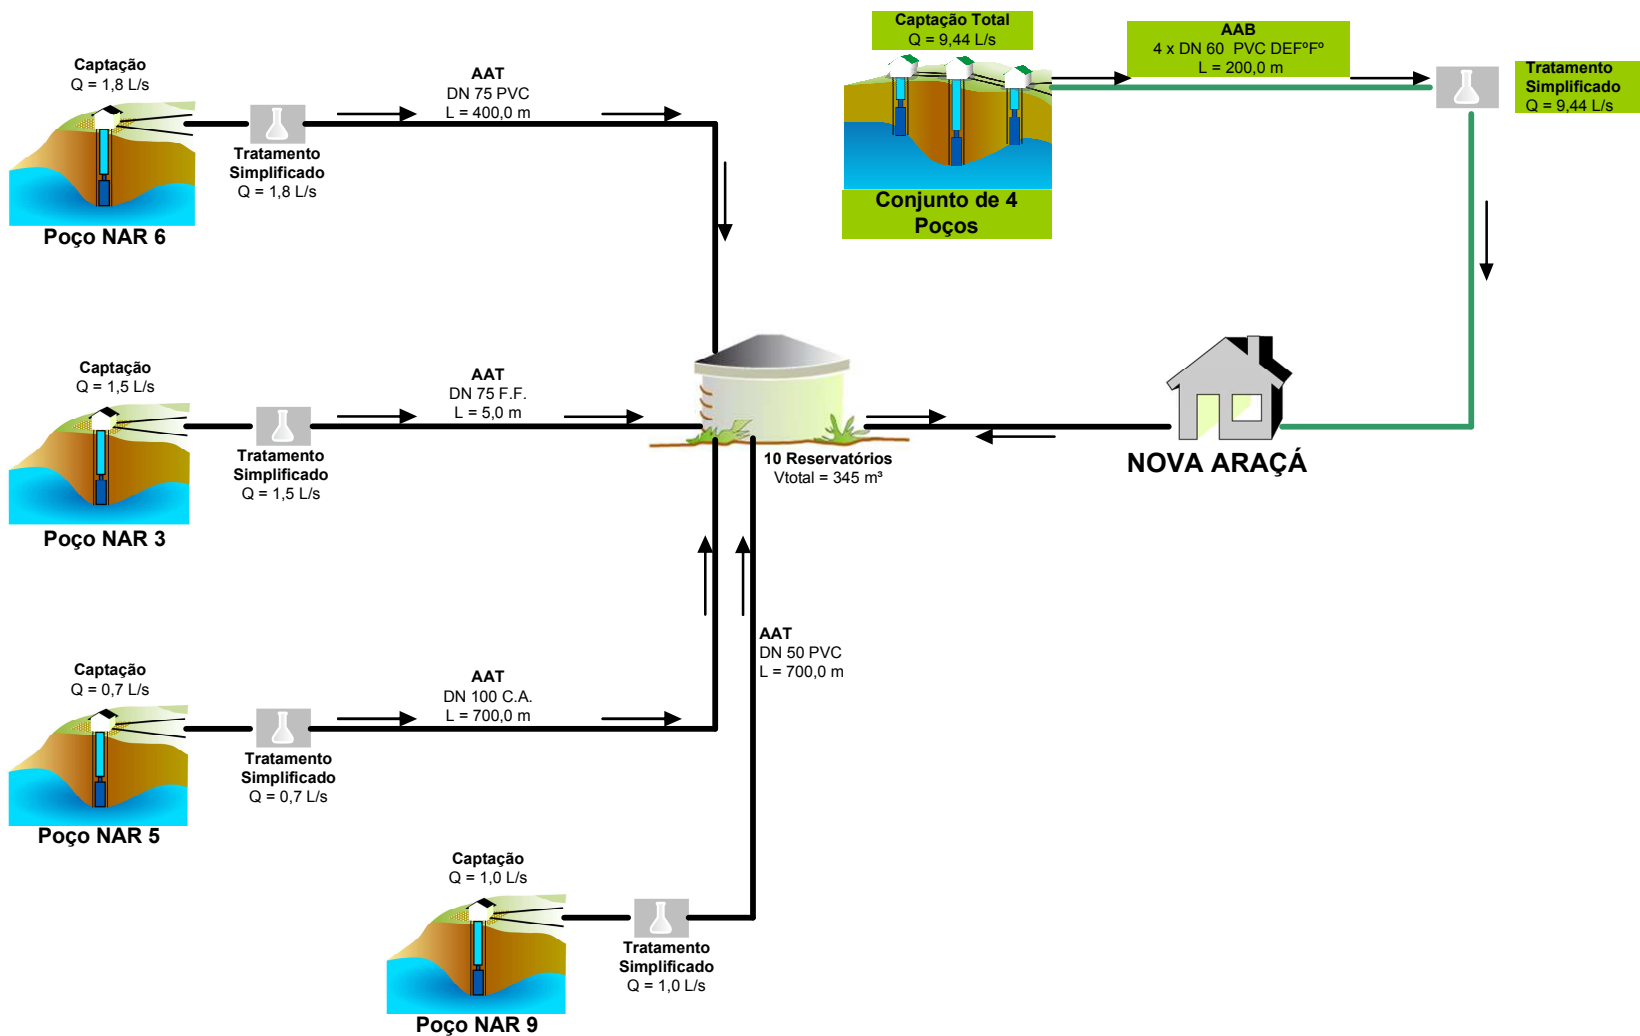 Captação Total
Q = 9,44 L/s
AAB
4 x DN 60  PVC DEFºFº
L = 200,0 m
Tratamento
Simplificado
Q = 9,44 L/s
Conjunto de 4
Poços
Captação
Q = 1,8 L/s
AAT
DN 75 PVC
L = 400,0 m
Tratamento
Simplificado
Q = 1,8 L/s
Poço NAR 6
Captação
Q = 1,5 L/s
AAT
DN 75 F.F.
L = 5,0 m
Tratamento
Simplificado
Q = 1,5 L/s
Poço NAR 3
10 Reservatórios
Vtotal = 345 m³
NOVA ARAÇÁ
Captação
Q = 0,7 L/s
AAT
DN 100 C.A.
L = 700,0 m
Tratamento
Simplificado
Q = 0,7 L/s
Poço NAR 5
AAT
DN 50 PVC
L = 700,0 m
Captação
Q = 1,0 L/s
Tratamento
Simplificado
Q = 1,0 L/s
Poço NAR 9